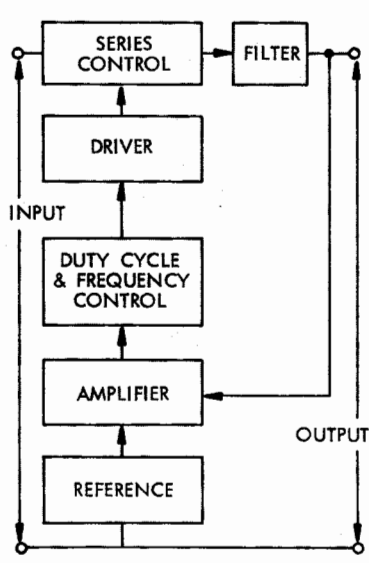 SERIES
CONTROL
FILTER
DRIVER
INPUT
DUTY CYCLE
& FREQUENCY
CONTROL
AMPLIFIER
OUTPUT
REFERENCE